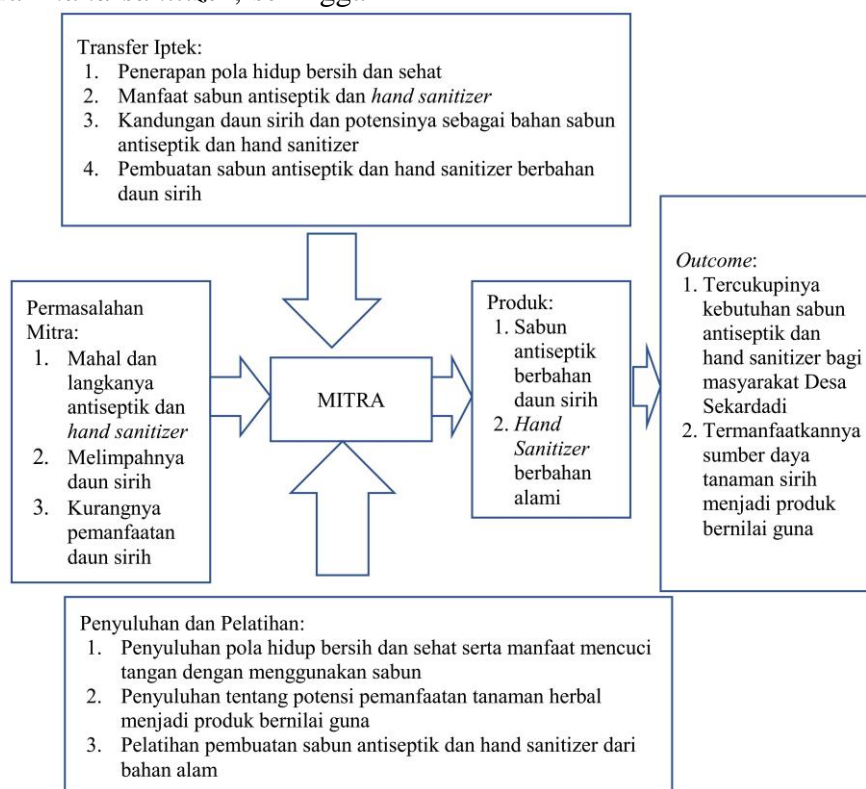 Transfer Iptek:
1. Penerapan pola hidup bersih dan sehat
2. Manfaat sabun antiseptik dan hand sanitizer
3. Kandungan daun sirih dan potensinya sebagai bahan sabun
antiseptik dan hand sanitizer
4. Pembuatan sabun antiseptik dan hand sanitizer berbahan
daun sirih
Permasalahan
Mitra:
1. Mahal dan
langkanya
antiseptik dan
hand sanitizer
2. Melimpahnya
daun sirih
3. Kurangnya
pemanfaatan
daun sirih
MITRA
Produk:
1. Sabun
antiseptik
berbahan
daun sirih
2. Hand
Sanitizer
berbahan
alami
Outcome:
1. Tercukupinya
kebutuhan sabun
antiseptik dan
hand sanitizer bagi
masyarakat Desa
Sekardadi
2. Termanfaatkannya
sumber daya
tanaman sirih
menjadi produk
bernilai guna
Penyuluhan dan Pelatihan:
1. Penyuluhan pola hidup bersih dan sehat serta manfaat mencuci
tangan dengan menggunakan sabun
2. Penyuluhan tentang potensi pemanfaatan tanaman herbal
menjadi produk bernilai guna
3. Pelatihan pembuatan sabun antiseptik dan hand sanitizer dari
bahan alam